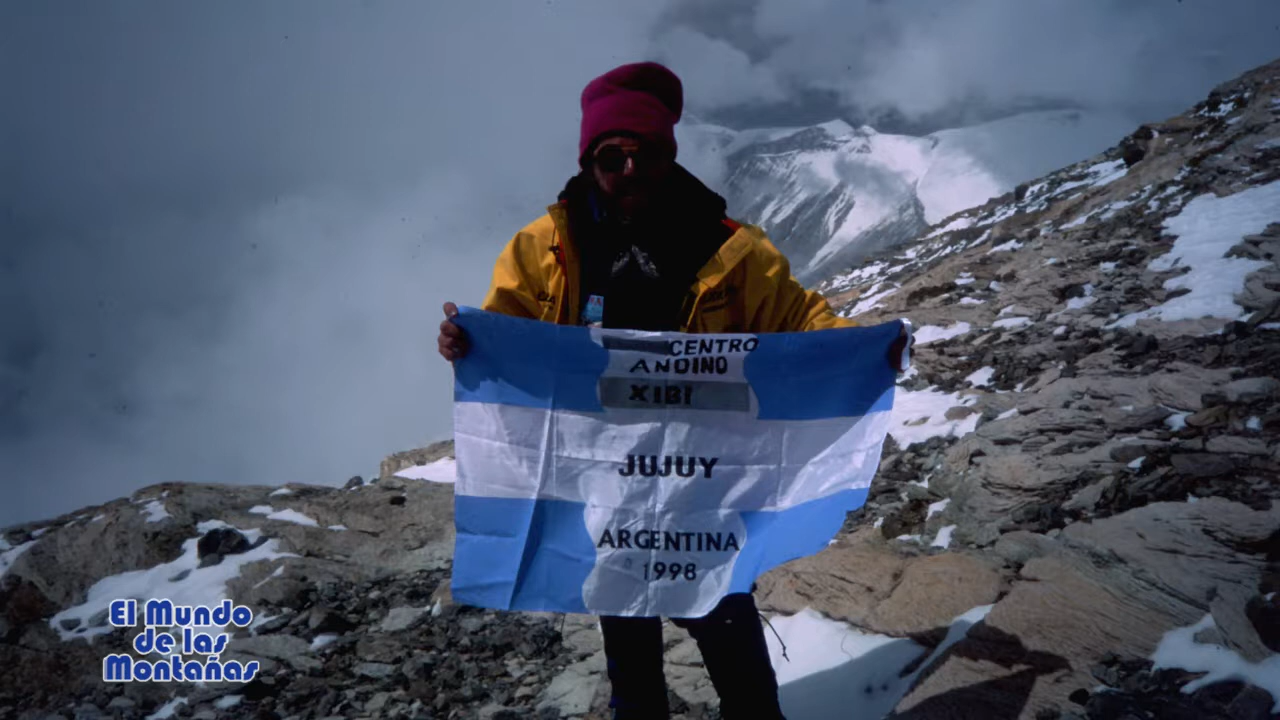 CENTRO
ANDINO
XIBI
JUJUY
ARGENTINA
1998
El Mundo
de las
Montañas